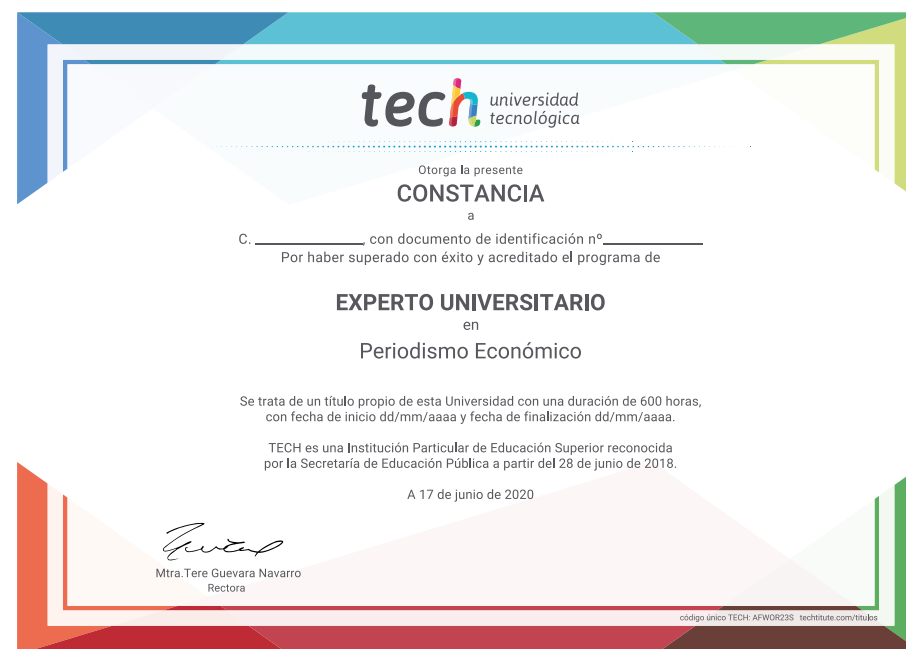 tech universidad
tecnológica
Otorga la presente
CONSTANCIA
a
C. ____________, con documento de identificación nº____________
Por haber superado con éxito y acreditado el programa de
EXPERTO UNIVERSITARIO
en
Periodismo Económico
Se trata de un título propio de esta Universidad con una duración de 600 horas,
con fecha de inicio dd/mm/aaaa y fecha de finalización dd/mm/aaaa.
TECH es una Institución Particular de Educación Superior reconocida
por la Secretaría de Educación Pública a partir del 28 de junio de 2018.
A 17 de junio de 2020
Mtra.Tere Guevara Navarro
Rectora
código único TECH: AFWOR23S techtitute.com/titulos